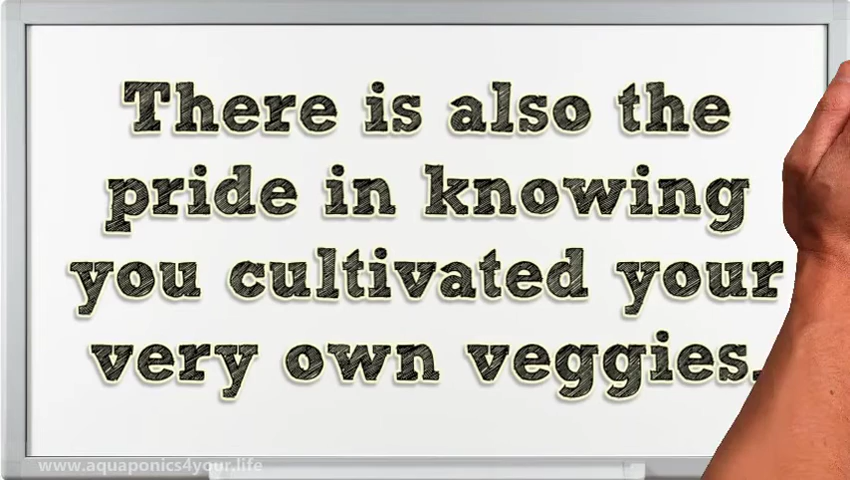 There is also the
pride in knowing
you cultivated your
very own veggies.
www.aquaponics4your.life